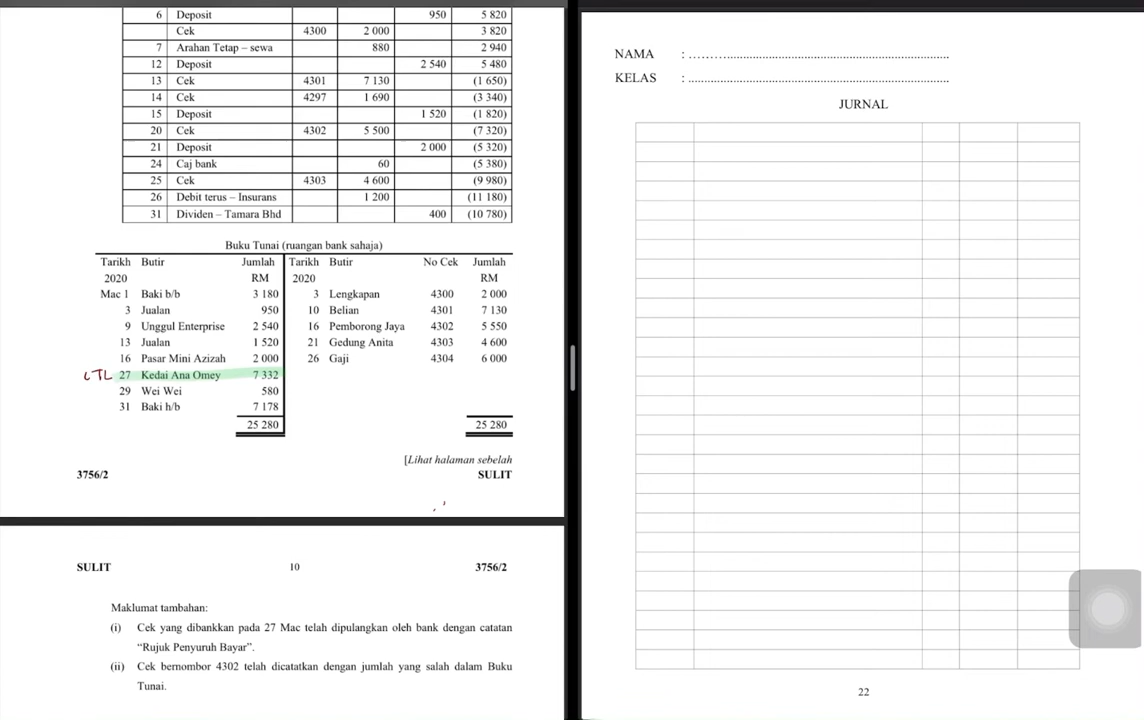 6 Deposit 950 5 820
Cek 4300 2 000 3 820
7 Arahan Tetap – sewa 880 2 940
12 Deposit 2 540 5 480
13 Cek 4301 7 130 (1 650)
14 Cek 4297 1 690 (3 340)
15 Deposit 1 520 (1 820)
20 Cek 4302 5 500 (7 320)
21 Deposit 2 000 (5 320)
24 Caj bank 60 (5 380)
25 Cek 4303 4 600 (9 980)
26 Debit terus – Insurans 1 200 (11 180)
31 Dividen – Tamara Bhd 400 (10 780)
Buku Tunai (ruangan bank sahaja)
Tarikh Butir Jumlah Tarikh Butir No Cek Jumlah
2020 RM 2020 RM
Mac 1 Baki b/b 3 180 3 Lengkapan 4300 2 000
3 Jualan 950 10 Belian 4301 7 130
9 Unggul Enterprise 2 540 16 Pemborong Jaya 4302 5 550
13 Jualan 1 520 21 Gedung Anita 4303 4 600
16 Pasar Mini Azizah 2 000 26 Gaji 4304 6 000
CTL 27 Kedai Ana Omey 7 332
29 Wei Wei 580
31 Baki h/b 7 178
25 280 25 280
[Lihat halaman sebelah
3756/2 SULIT
SULIT 10 3756/2
Maklumat tambahan:
(i) Cek yang dibankkan pada 27 Mac telah dipulangkan oleh bank dengan catatan
“Rujuk Penyuruh Bayar”.
(ii) Cek bernombor 4302 telah dicatatkan dengan jumlah yang salah dalam Buku
Tunai.
NAMA : ..........................................................................
KELAS : ..........................................................................
JURNAL
22